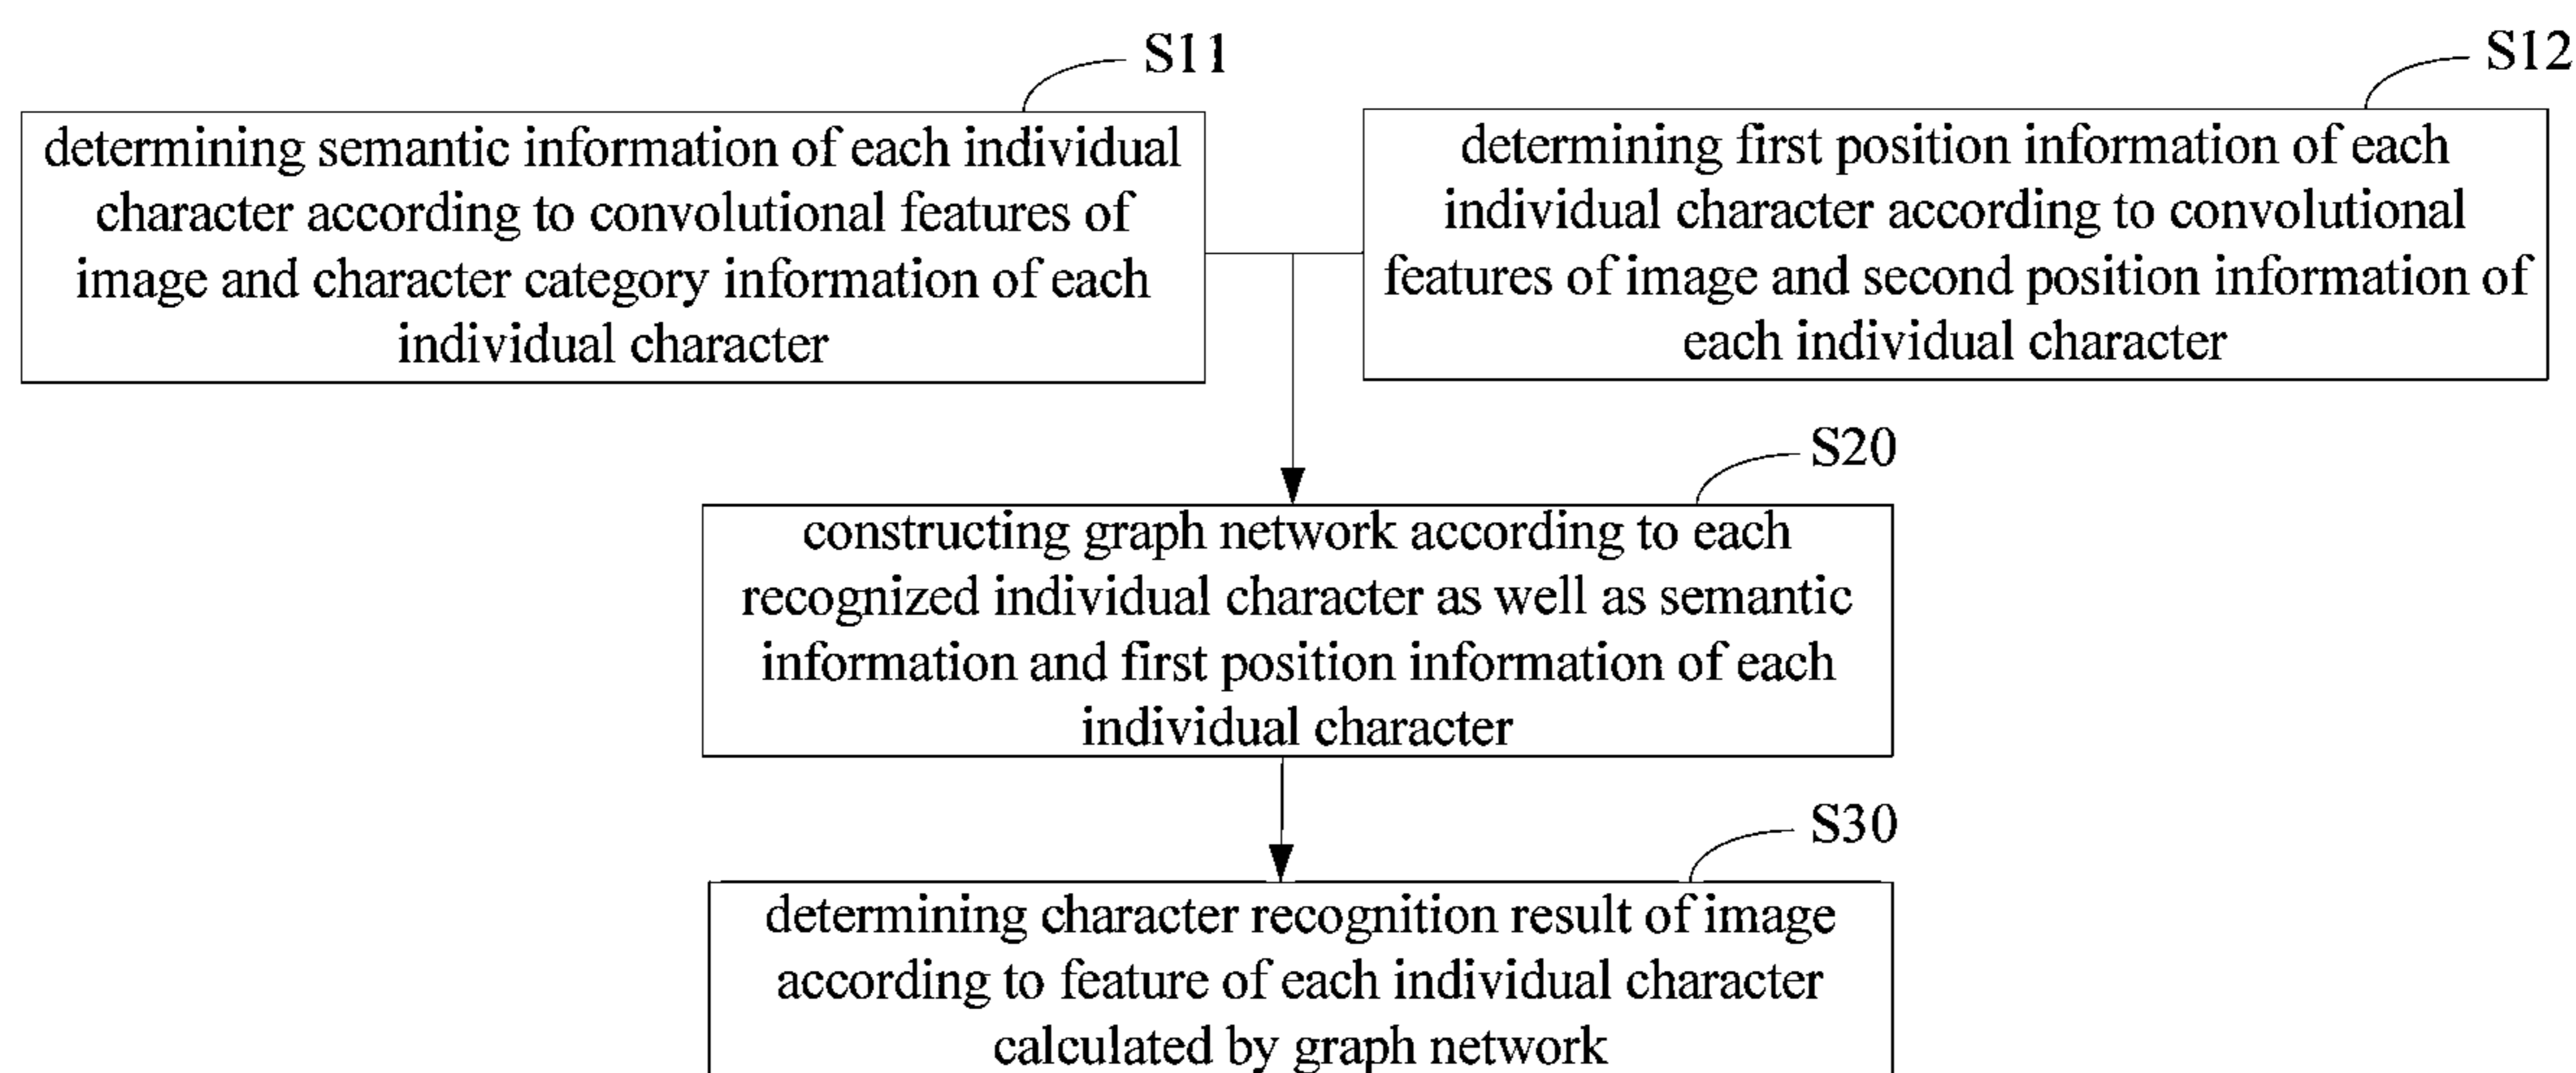 S11
determining semantic information of each individual
character according to convolutional features of
image and character category information of each
individual character
S12
determining first position information of each
individual character according to convolutional
features of image and second position information of
each individual character
S20
constructing graph network according to each
recognized individual character as well as semantic
information and first position information of each
individual character
S30
determining character recognition result of image
according to feature of each individual character
calculated by graph network